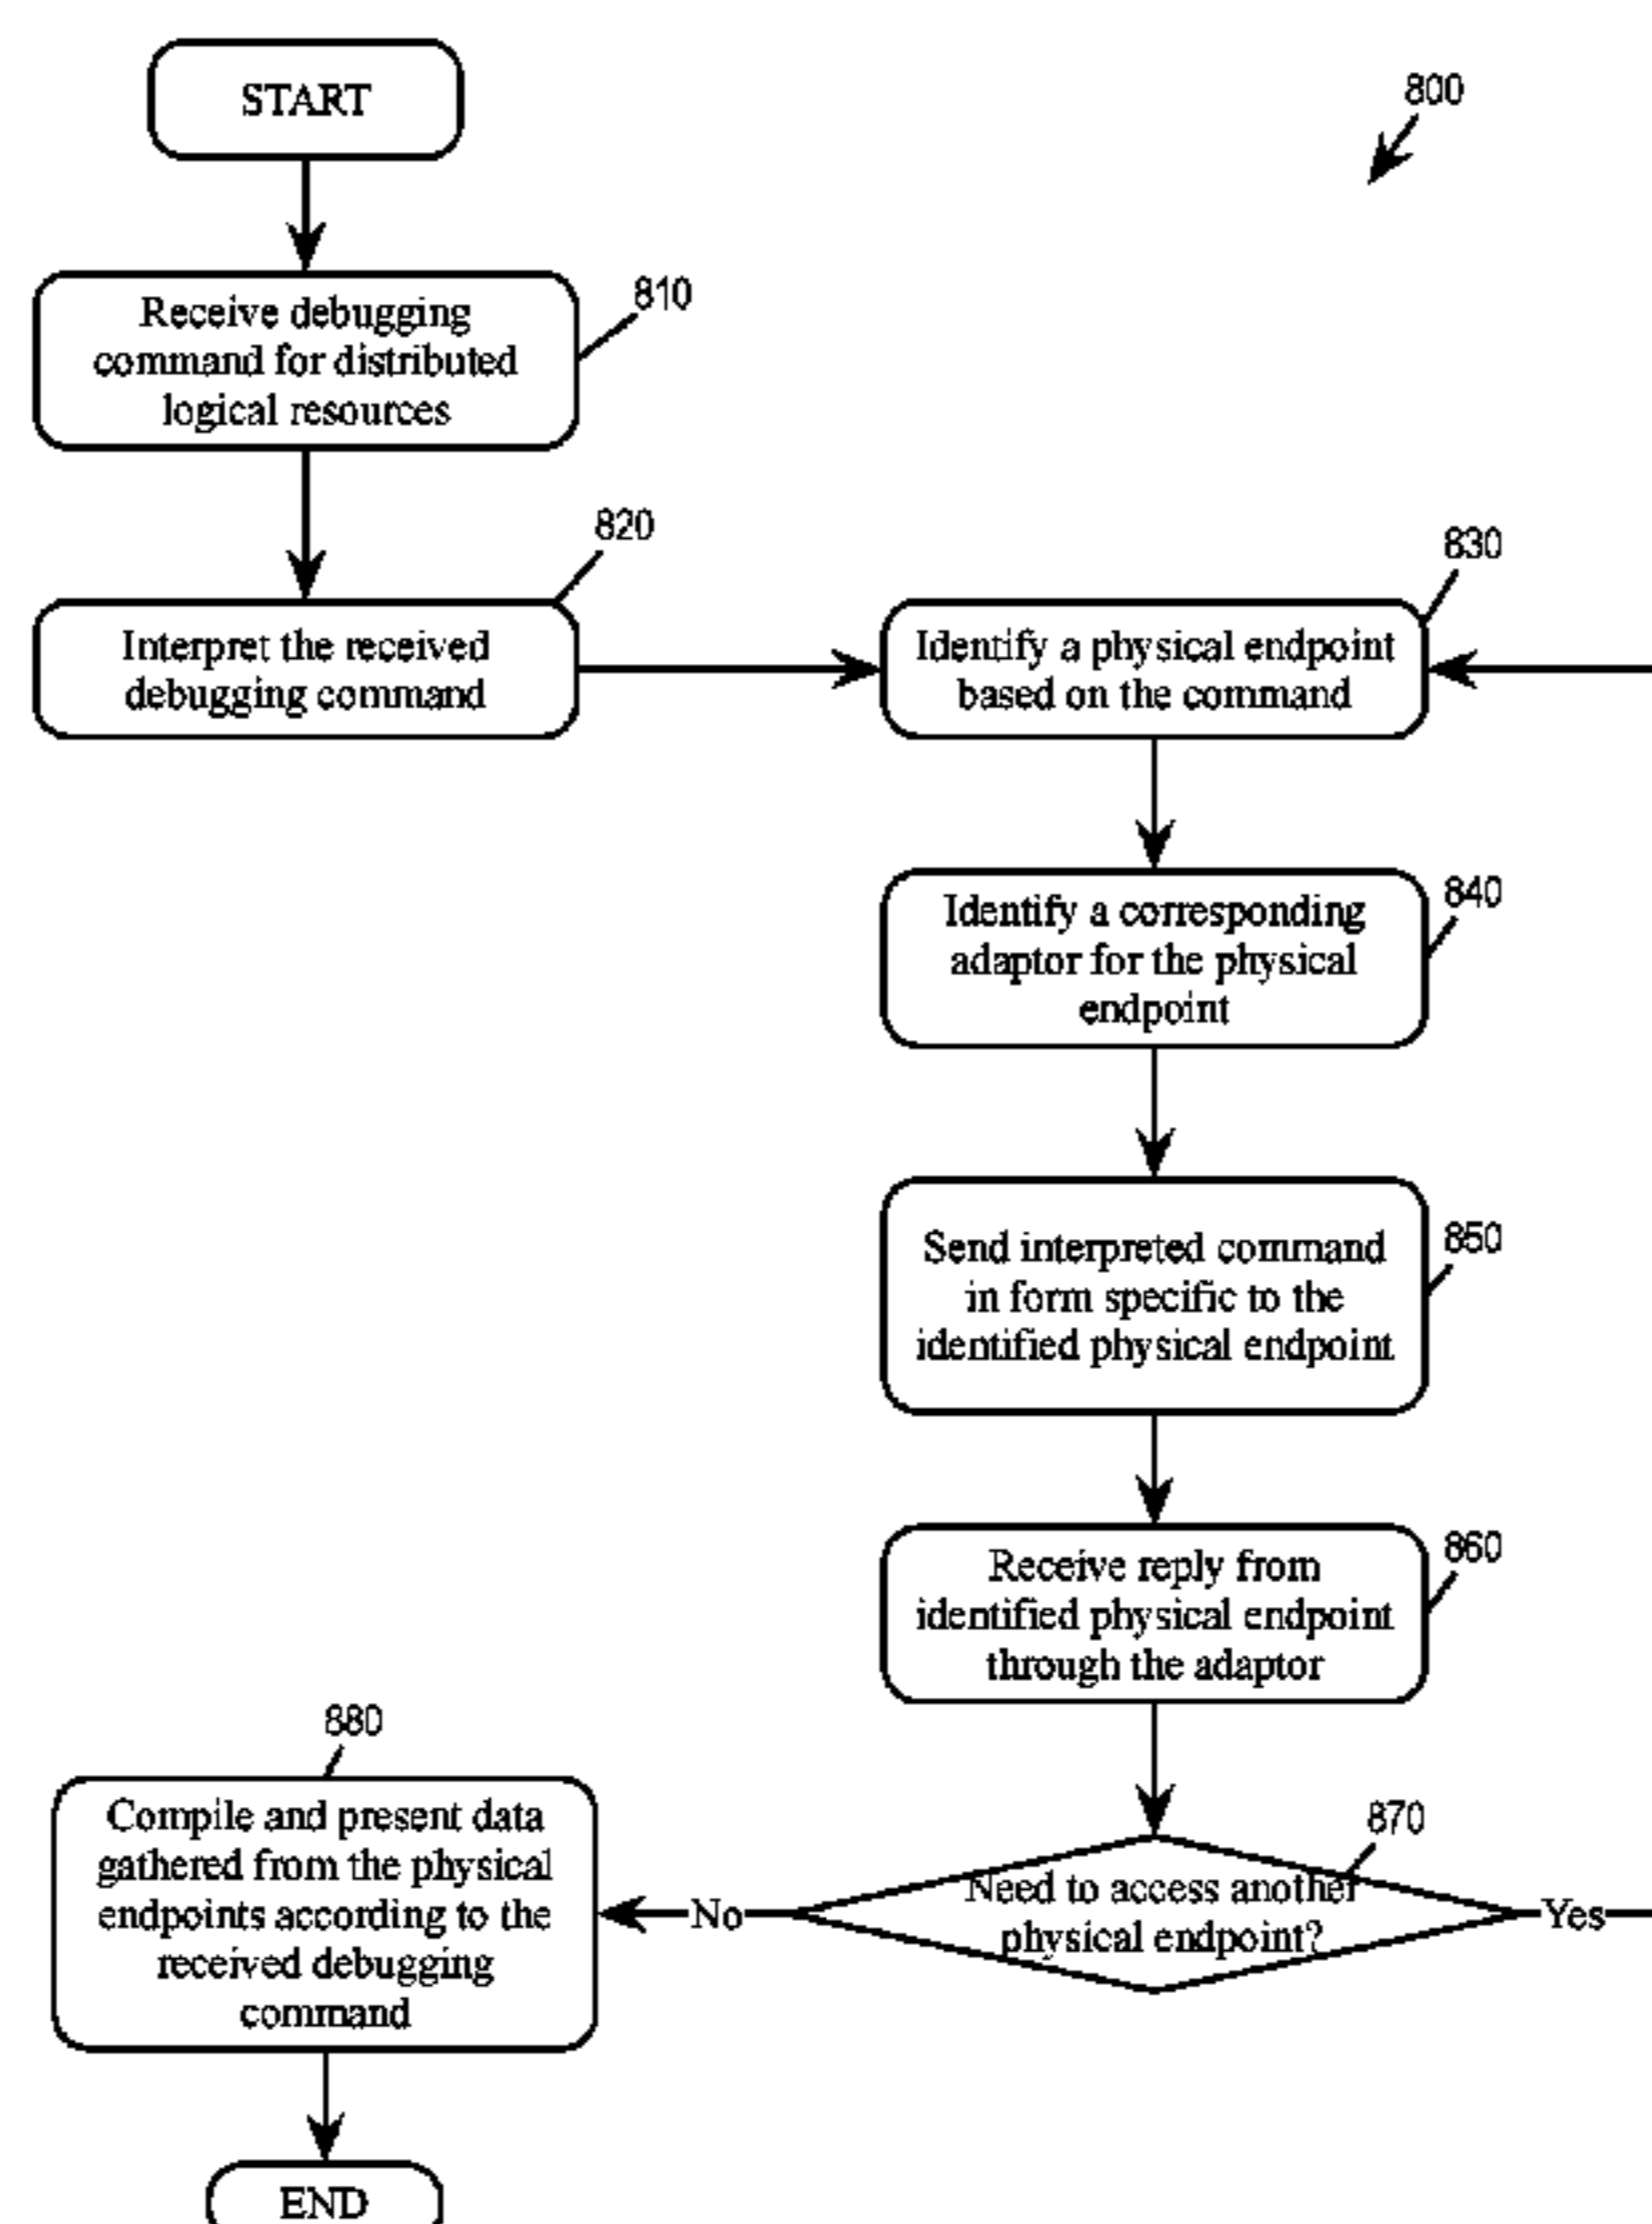 START
800
Receive debugging
command for distributed
logical resources
810
820
Interpret the received
debugging command
830
Identify a physical endpoint
based on the command
840
Identify a corresponding
adaptor for the physical
endpoint
850
Send interpreted command
in form specific to the
identified physical endpoint
860
Receive reply from
identified physical endpoint
through the adaptor
870
Need to access another
physical endpoint?
Yes
No
880
Compile and present data
gathered from the physical
endpoints according to the
received debugging
command
END